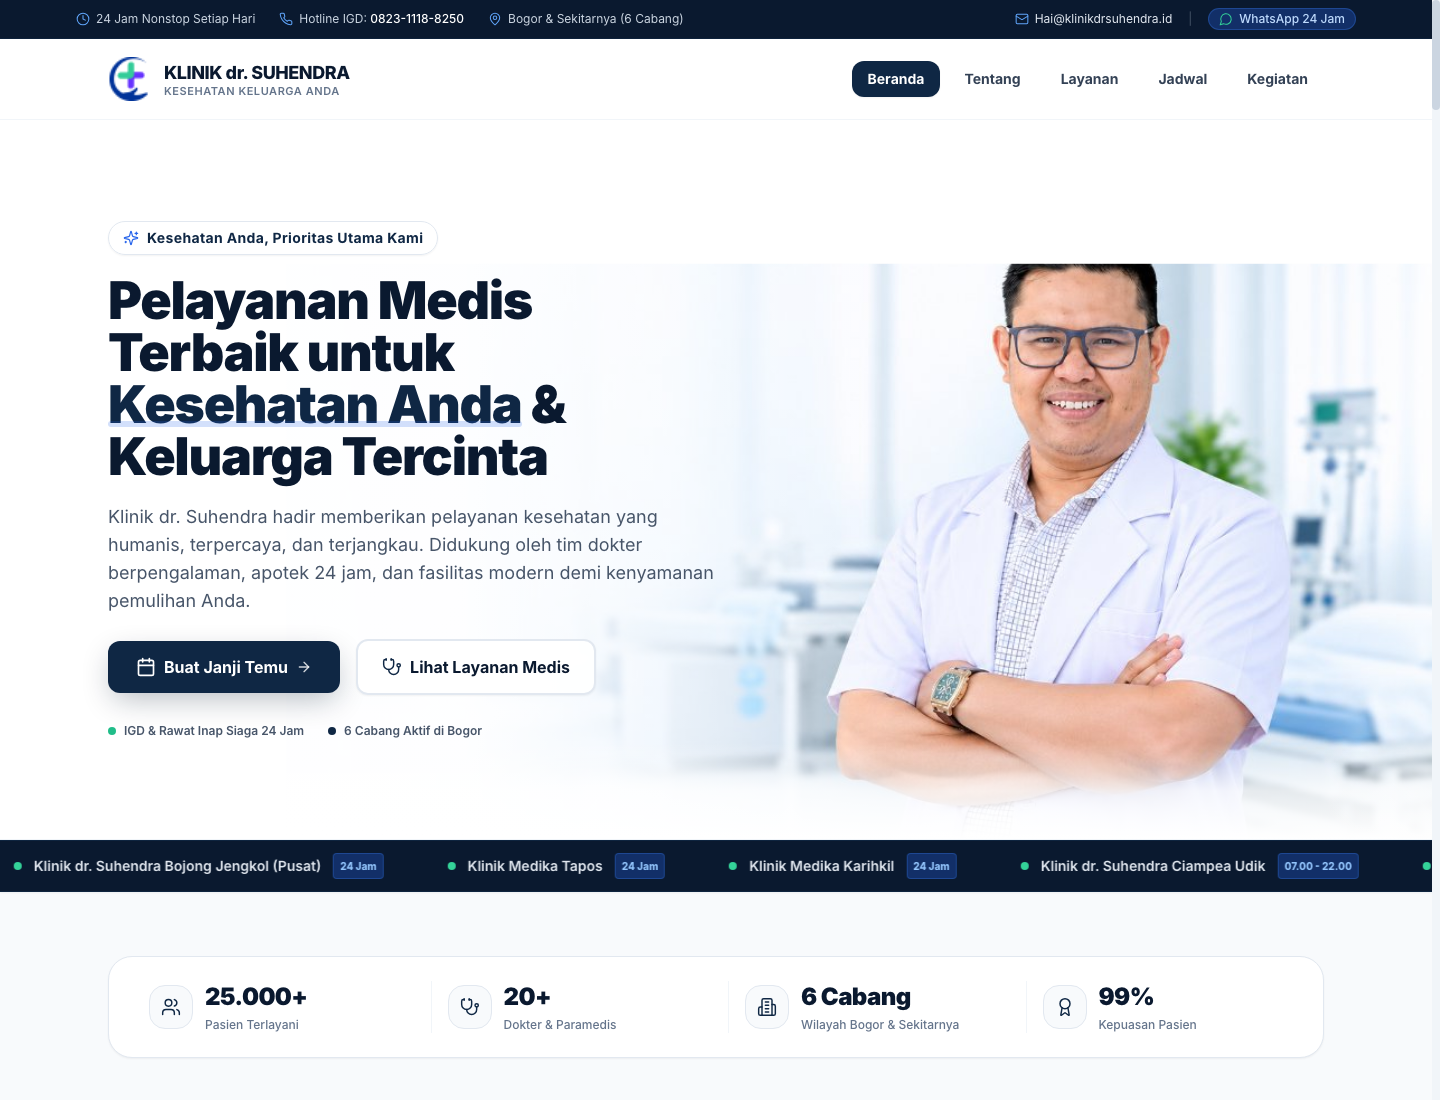 24 Jam Nonstop Setiap Hari
Hotline IGD: 0823-1118-8250
Bogor & Sekitarnya (6 Cabang)
Hai@klinikdrsuhendra.id
WhatsApp 24 Jam
KLINIK dr. SUHENDRA
KESEHATAN KELUARGA ANDA
Beranda
Tentang
Layanan
Jadwal
Kegiatan
Kesehatan Anda, Prioritas Utama Kami
Pelayanan Medis
Terbaik untuk
Kesehatan Anda &
Keluarga Tercinta
Klinik dr. Suhendra hadir memberikan pelayanan kesehatan yang
humanis, terpercaya, dan terjangkau. Didukung oleh tim dokter
berpengalaman, apotek 24 jam, dan fasilitas modern demi kenyamanan
pemulihan Anda.
Buat Janji Temu
Lihat Layanan Medis
IGD & Rawat Inap Siaga 24 Jam
6 Cabang Aktif di Bogor
Klinik dr. Suhendra Bojong Jengkol (Pusat)
24 Jam
Klinik Medika Tapos
24 Jam
Klinik Medika Karihkil
24 Jam
Klinik dr. Suhendra Ciampea Udik
07.00 - 22.00
25.000+
Pasien Terlayani
20+
Dokter & Paramedis
6 Cabang
Wilayah Bogor & Sekitarnya
99%
Kepuasan Pasien